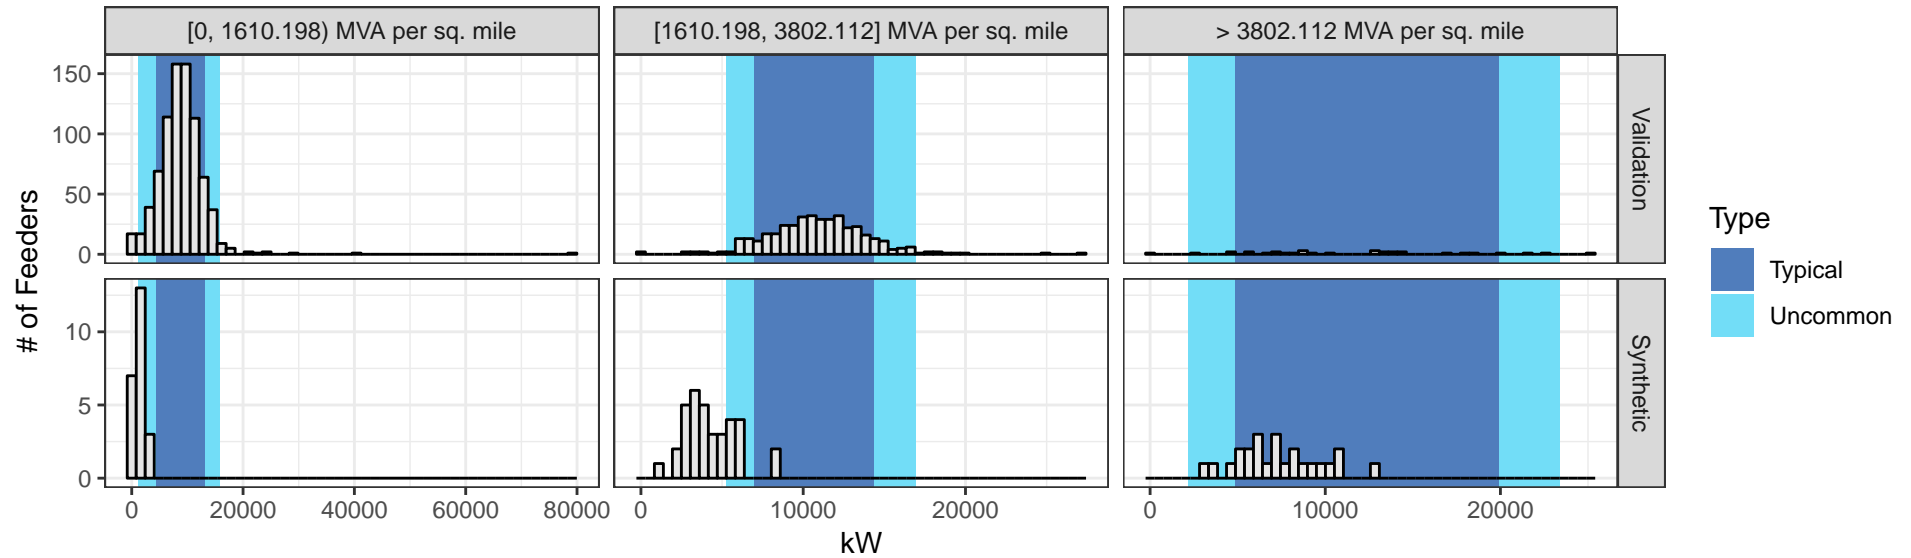 [0, 1610.198) MVA per sq. mile
[1610.198, 3802.112] MVA per sq. mile
> 3802.112 MVA per sq. mile
# of Feeders
150
100
50
0
Validation
10
5
0
Synthetic
0 20000 40000 60000 80000
0 10000 20000
0 10000 20000
kW
Type
Typical
Uncommon